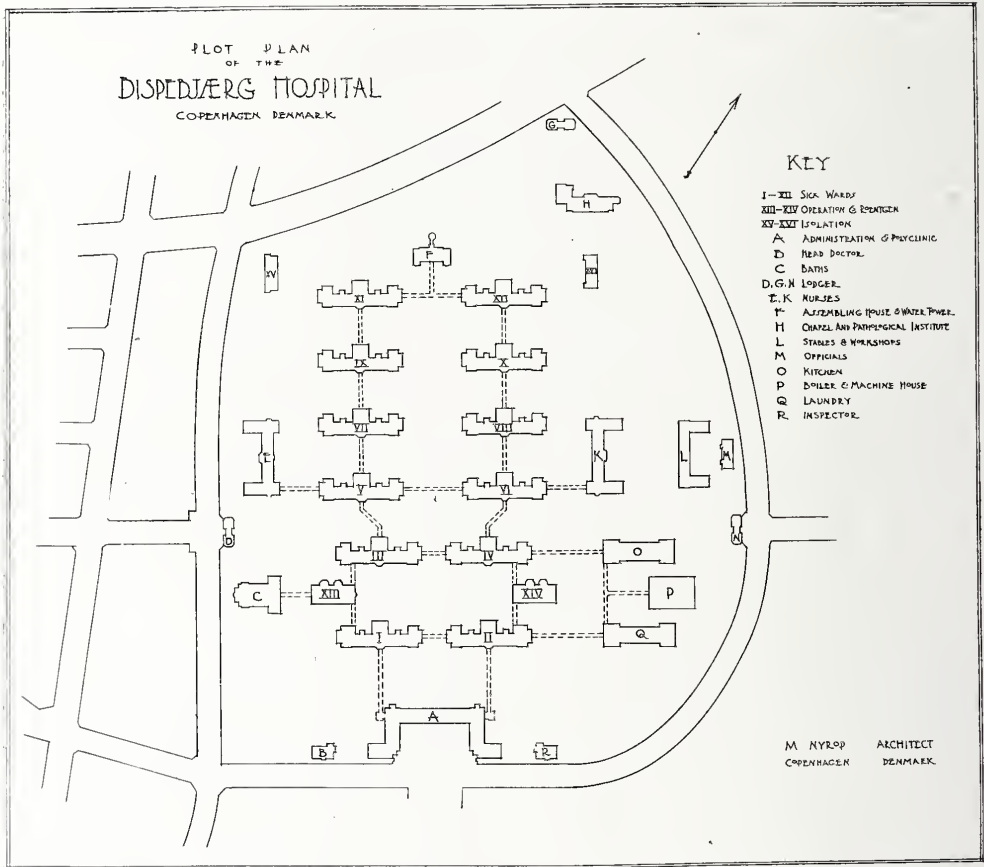 PLOT PLAN
OF THE
DISPEBJÆRG HOSPITAL
COPENHAGEN DENMARK
G
H
KEY
I–XII SICK WARDS
XIII–XIV OPERATION & ROENTGEN
XV–XVI ISOLATION
A ADMINISTRATION & POLYCLINIC
B HEAD DOCTOR
C BATHS
D, G, N LODGER
E, K NURSES
F ASSEMBLING HOUSE & WATER TOWER
H CHAPEL AND PATHOLOGICAL INSTITUTE
L STABLES & WORKSHOPS
M OFFICIALS
O KITCHEN
P BOILER & MACHINE HOUSE
Q LAUNDRY
R INSPECTOR
F
XV
XVI
XI XII
IX X
VII VIII
E K L M
V VI
D N
III IV O
C XIII XIV P
I II Q
A
B R
M NYROP ARCHITECT
COPENHAGEN DENMARK